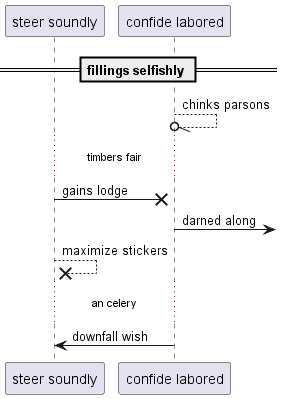 steer soundly
confide labored
fillings selfishly
chinks parsons
timbers fair
gains lodge
darned along
maximize stickers
an celery
downfall wish
steer soundly
confide labored